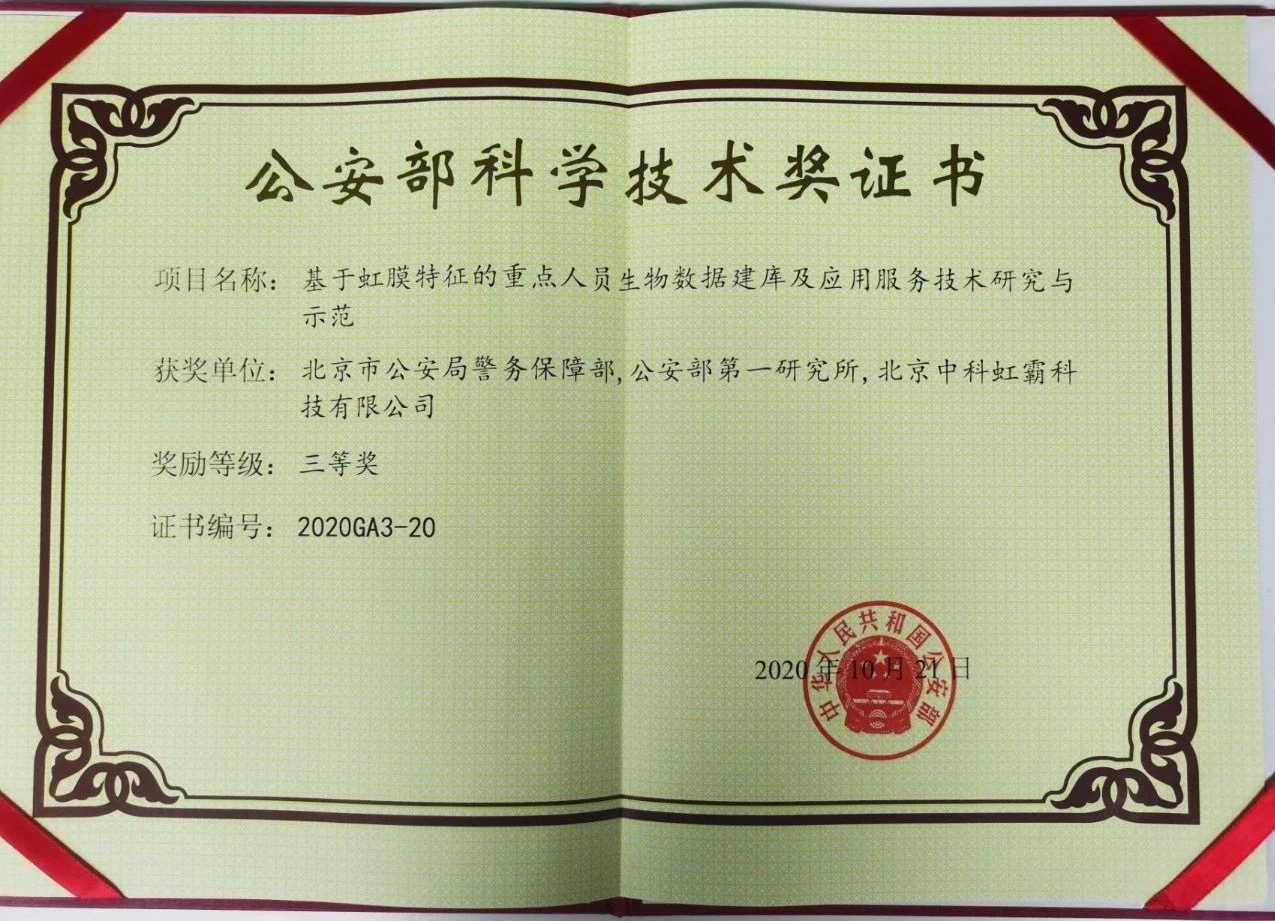 公安部科学技术奖证书
项目名称：基于虹膜特征的重点人员生物数据建库及应用服务技术研究与
示范
获奖单位：北京市公安局警务保障部,公安部第一研究所,北京中科虹霸科
技有限公司
奖励等级：三等奖
证书编号：2020GA3-20
2020年10月21日
中华人民共和国公安部